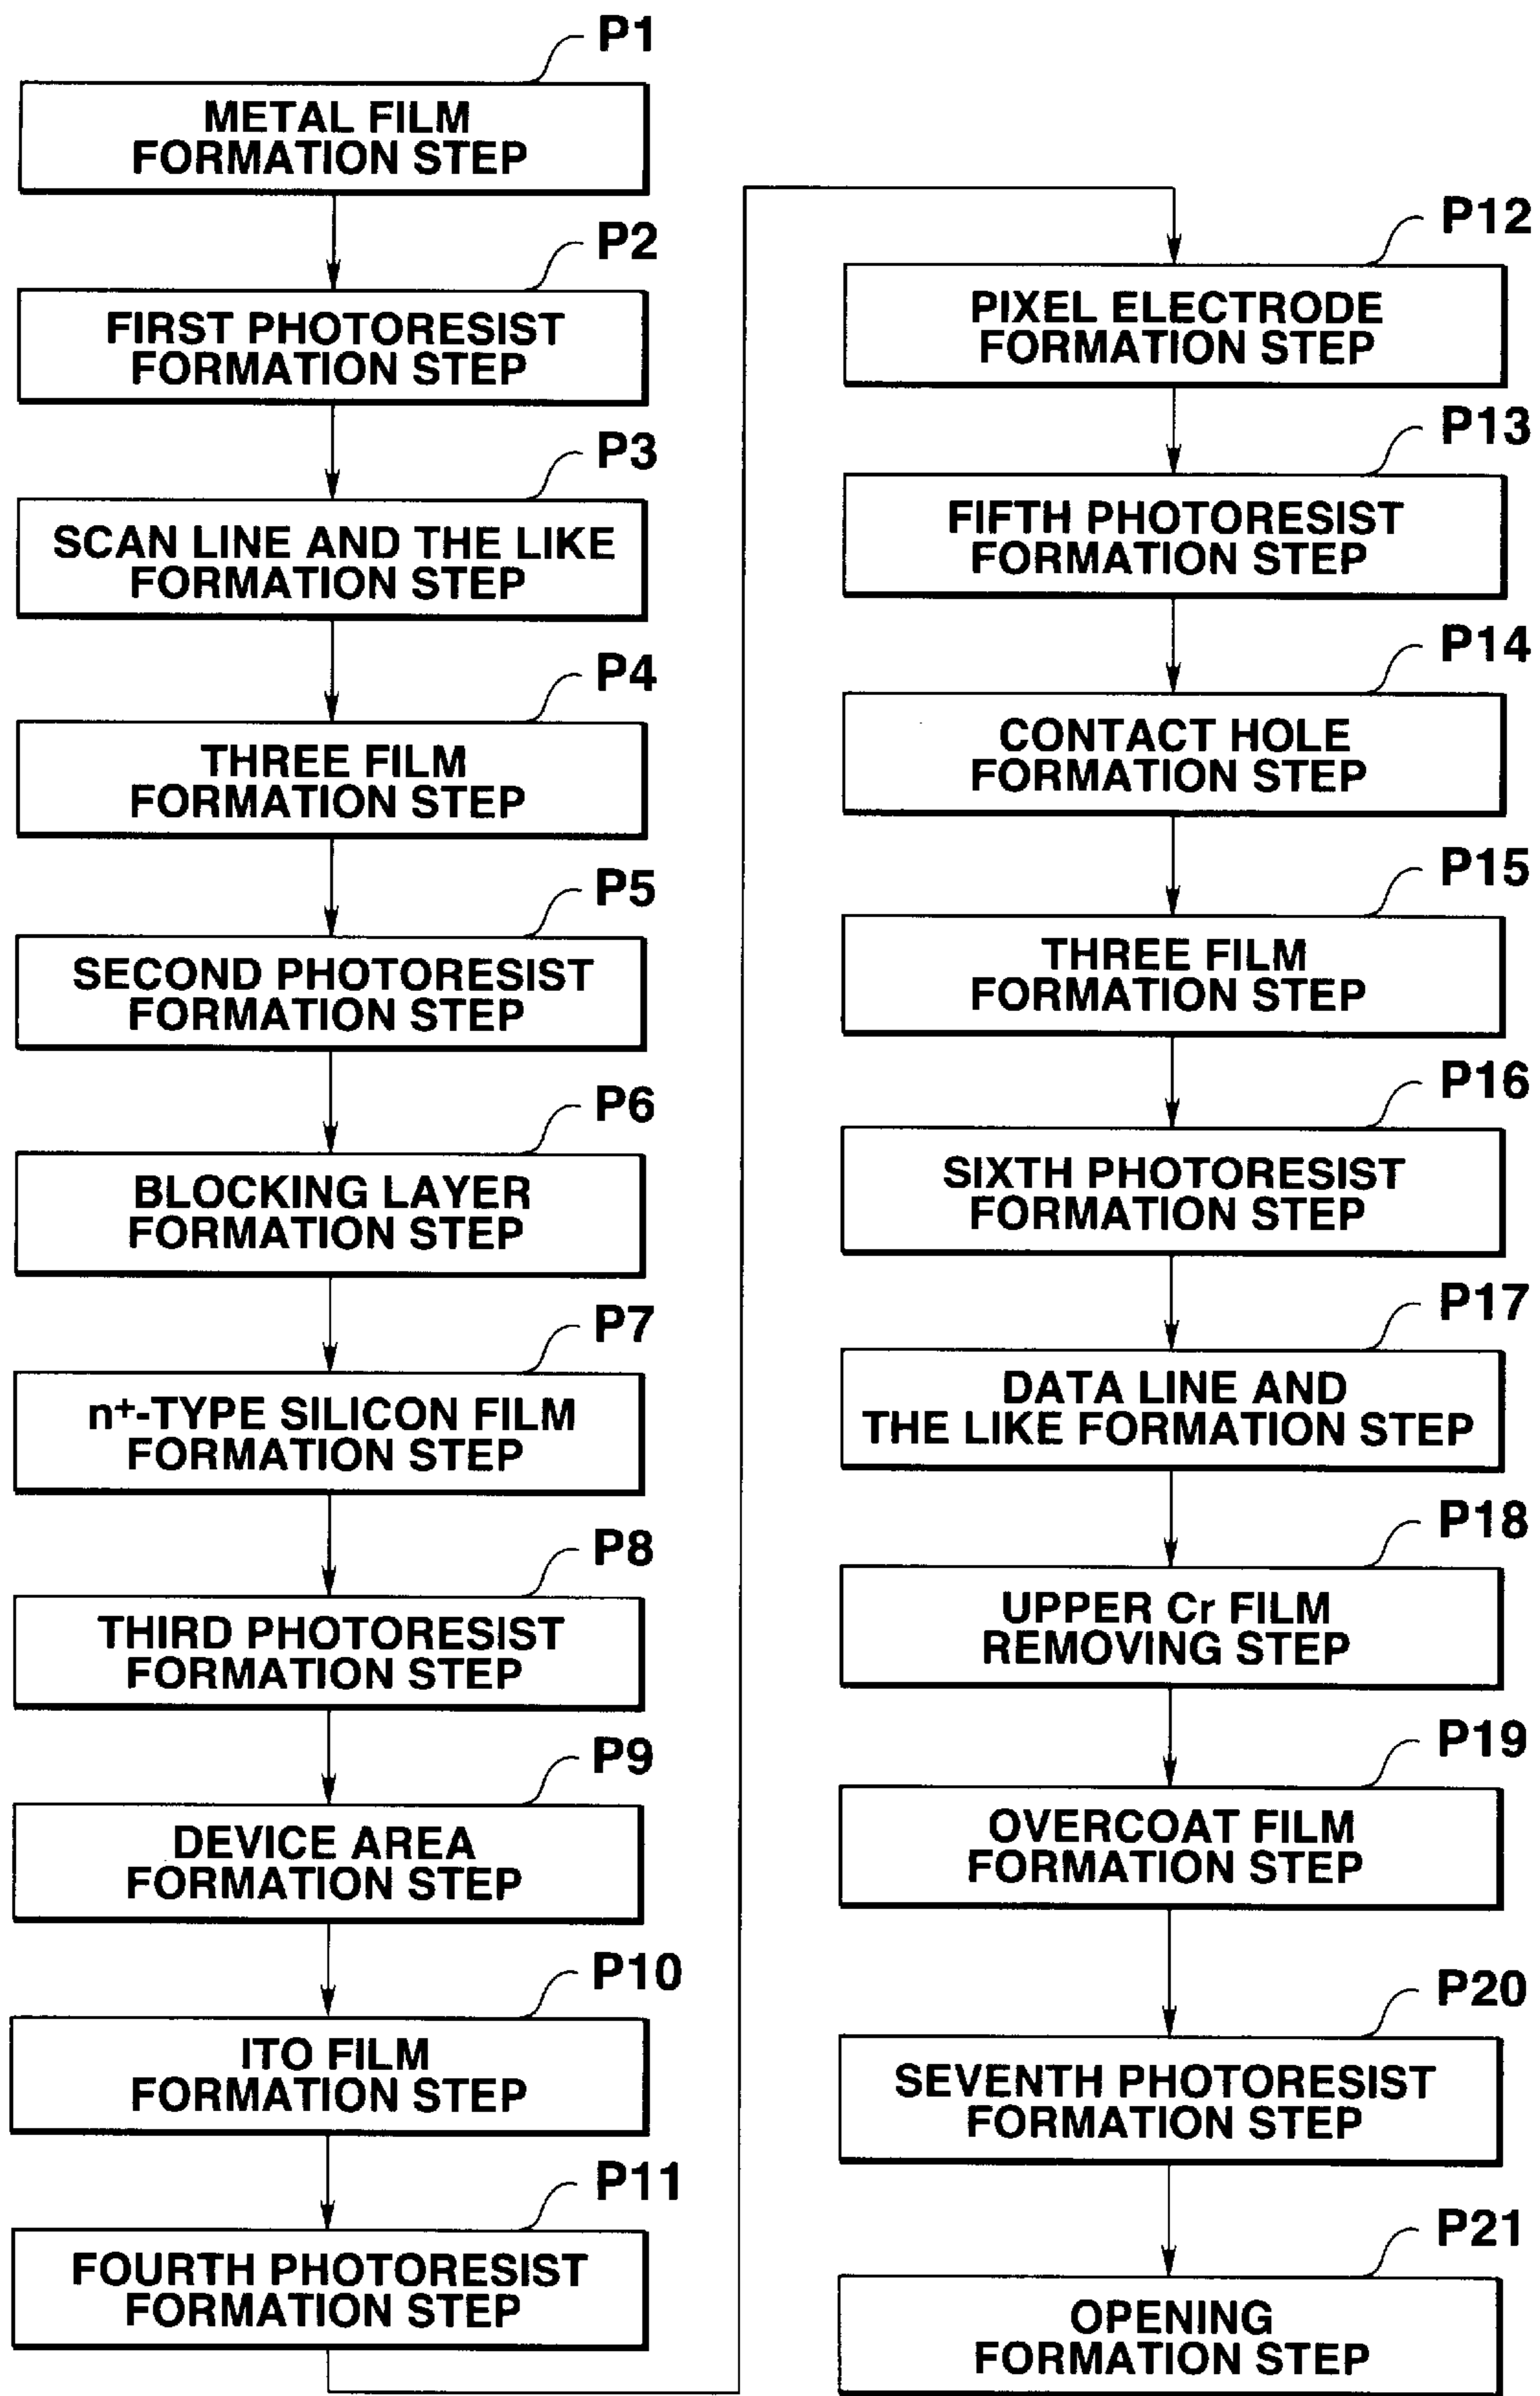 P1
METAL FILM
FORMATION STEP
P2
FIRST PHOTORESIST
FORMATION STEP
P3
SCAN LINE AND THE LIKE
FORMATION STEP
P4
THREE FILM
FORMATION STEP
P5
SECOND PHOTORESIST
FORMATION STEP
P6
BLOCKING LAYER
FORMATION STEP
P7
n+-TYPE SILICON FILM
FORMATION STEP
P8
THIRD PHOTORESIST
FORMATION STEP
P9
DEVICE AREA
FORMATION STEP
P10
ITO FILM
FORMATION STEP
P11
FOURTH PHOTORESIST
FORMATION STEP
P12
PIXEL ELECTRODE
FORMATION STEP
P13
FIFTH PHOTORESIST
FORMATION STEP
P14
CONTACT HOLE
FORMATION STEP
P15
THREE FILM
FORMATION STEP
P16
SIXTH PHOTORESIST
FORMATION STEP
P17
DATA LINE AND
THE LIKE FORMATION STEP
P18
UPPER Cr FILM
REMOVING STEP
P19
OVERCOAT FILM
FORMATION STEP
P20
SEVENTH PHOTORESIST
FORMATION STEP
P21
OPENING
FORMATION STEP